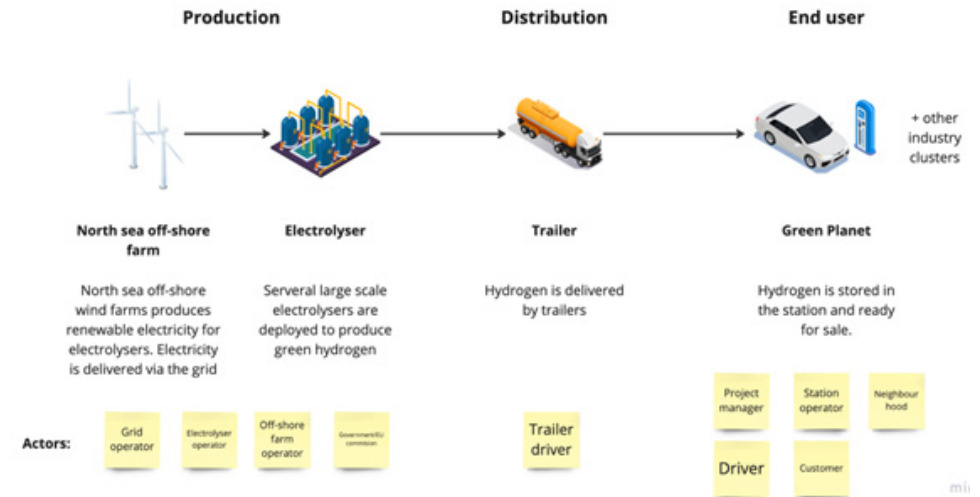 Production
Distribution
End user
+ other
industry
clusters
North sea off-shore
farm
Electrolyser
Trailer
Green Planet
North sea off-shore
wind farms produces
renewable electricity for
electrolysers. Electricity
is delivered via the grid
Serveral large scale
electrolysers are
deployed to produce
green hydrogen
Hydrogen is delivered
by trailers
Hydrogen is stored in
the station and ready
for sale.
Actors:
Grid
operator
Electrolyser
operator
Off-shore
farm
operator
Government/EU
commision
Trailer
driver
Project
manager
Station
operator
Neighbour
hood
Driver
Customer